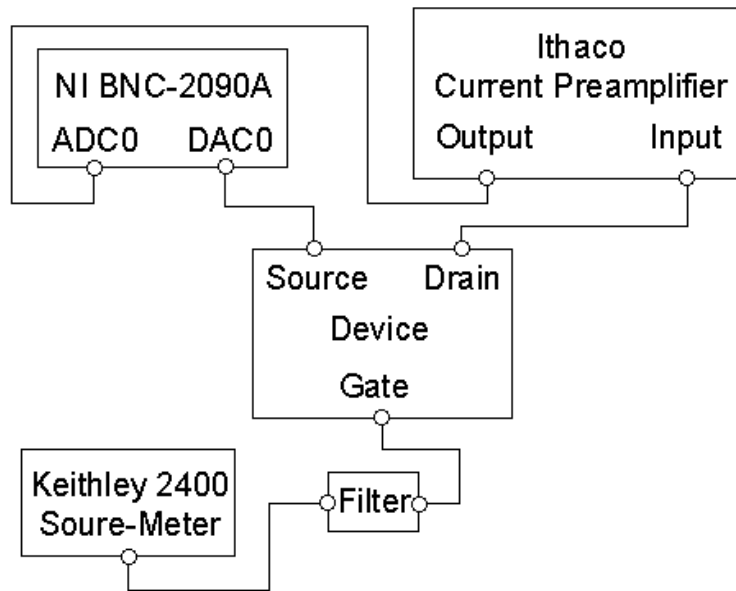 NI BNC-2090A
ADC0 DAC0
Ithaco
Current Preamplifier
Output Input
Source Drain
Device
Gate
Keithley 2400
Soure-Meter
Filter